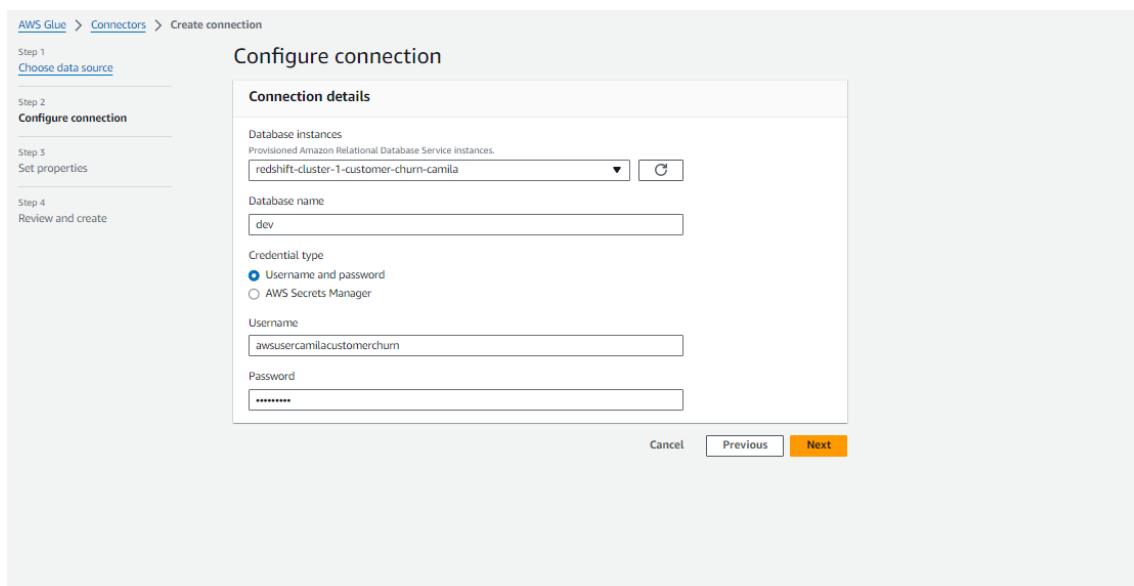 AWS Glue > Connectors > Create connection
Step 1
Choose data source
Step 2
Configure connection
Step 3
Set properties
Step 4
Review and create
Configure connection
Connection details
Database instances
Provisioned Amazon Relational Database Service instances.
redshift-cluster-1-customer-churn-camila
Database name
dev
Credential type
Username and password
AWS Secrets Manager
Username
awsusercamilacustomerchurn
Password
•••••••••
Cancel Previous Next